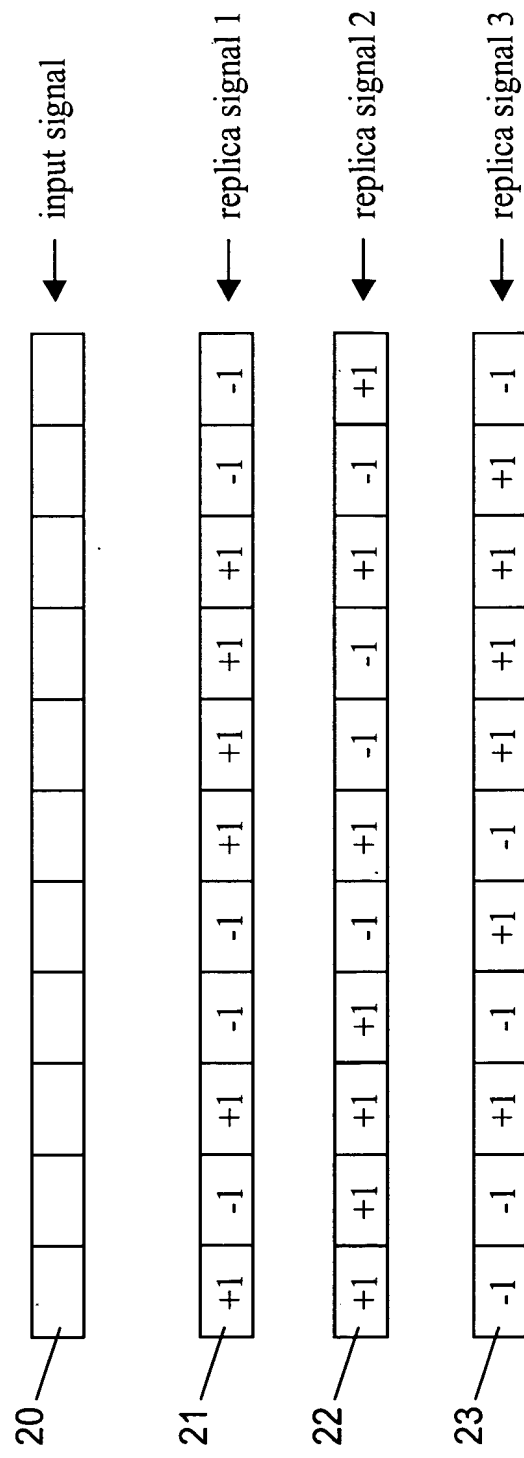 20 input signal
21 +1 -1 +1 -1 -1 +1 +1 +1 +1 -1 -1 replica signal 1
22 +1 +1 +1 +1 -1 +1 -1 -1 +1 -1 +1 replica signal 2
23 -1 -1 +1 -1 +1 -1 +1 +1 +1 +1 -1 replica signal 3